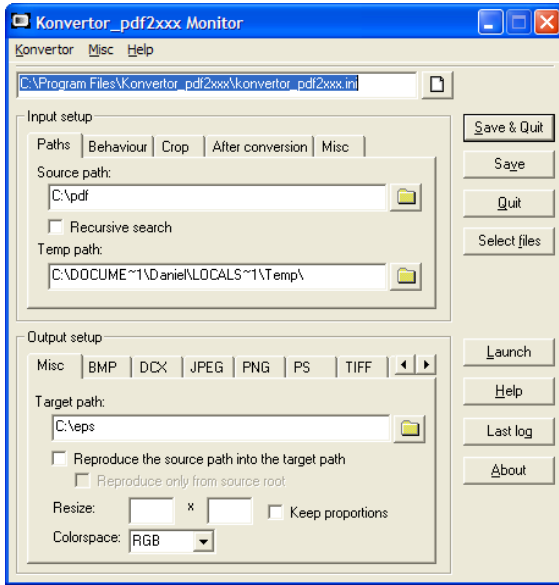 Konvertor_pdf2xxx Monitor
Konvertor Misc Help
C:\Program Files\Konvertor_pdf2xxx\konvertor_pdf2xxx.ini
Input setup
Paths Behaviour Crop After conversion Misc
Source path:
C:\pdf
Recursive search
Temp path:
C:\DOCUME~1\Daniel\LOCALS~1\Temp\
Save & Quit
Save
Quit
Select files
Output setup
Misc BMP DCX JPEG PNG PS TIFF
Target path:
C:\eps
Reproduce the source path into the target path
Reproduce only from source root
Resize: x Keep proportions
Colorspace: RGB
Launch
Help
Last log
About